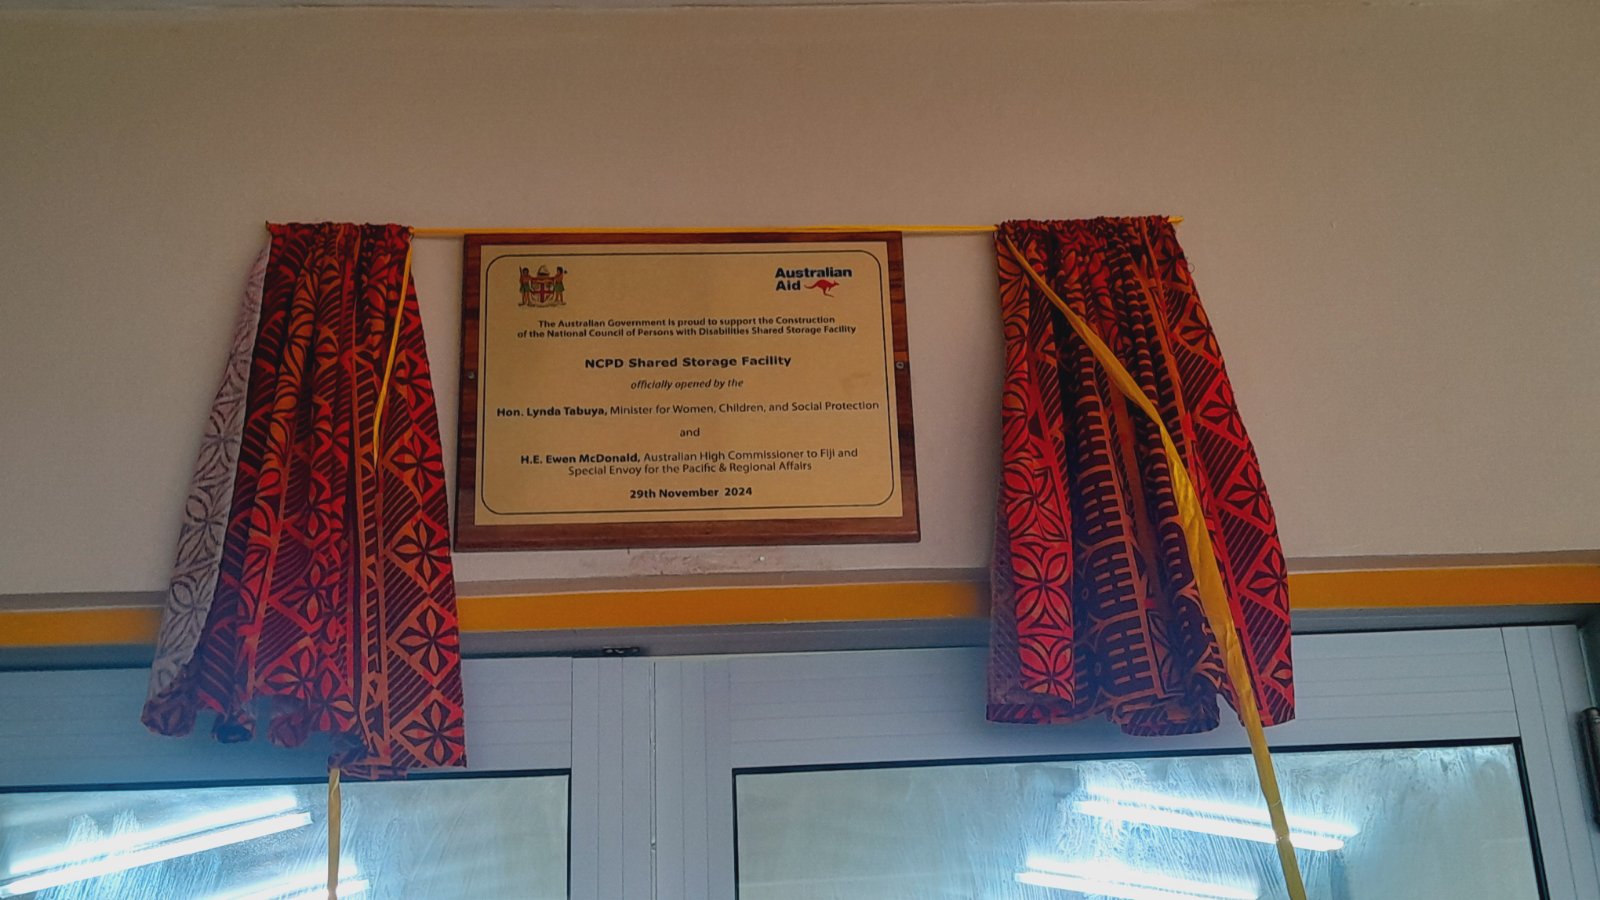 Australian
Aid
The Australian Government is proud to support the Construction
of the National Council of Persons with Disabilities Shared Storage Facility
NCPD Shared Storage Facility
officially opened by the
Hon. Lynda Tabuya, Minister for Women, Children, and Social Protection
and
H.E. Ewen McDonald, Australian High Commissioner to Fiji and
Special Envoy for the Pacific & Regional Affairs
29th November 2024